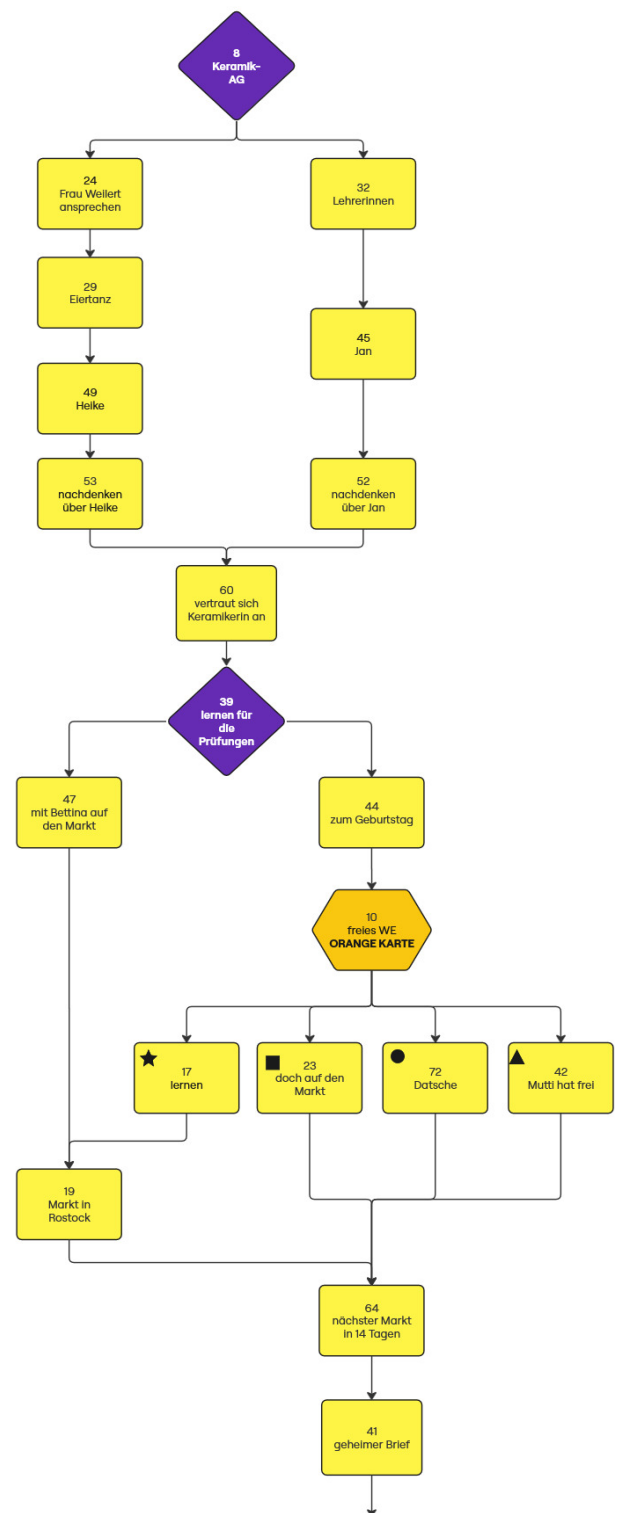 8
Keramik-
AG
24
Frau Weilert
ansprechen
32
LehrerInnen
29
Eiertanz
45
Jan
49
Heike
53
nachdenken
über Heike
52
nachdenken
über Jan
60
vertraut sich
Keramikerin an
39
lernen für
die
Prüfungen
47
mit Bettina auf
den Markt
44
zum Geburtstag
10
freies WE
ORANGE KARTE
17
lernen
23
doch auf den
Markt
72
Datsche
42
Mutti hat frei
19
Markt in
Rostock
64
nächster Markt
in 14 Tagen
41
geheimer Brief